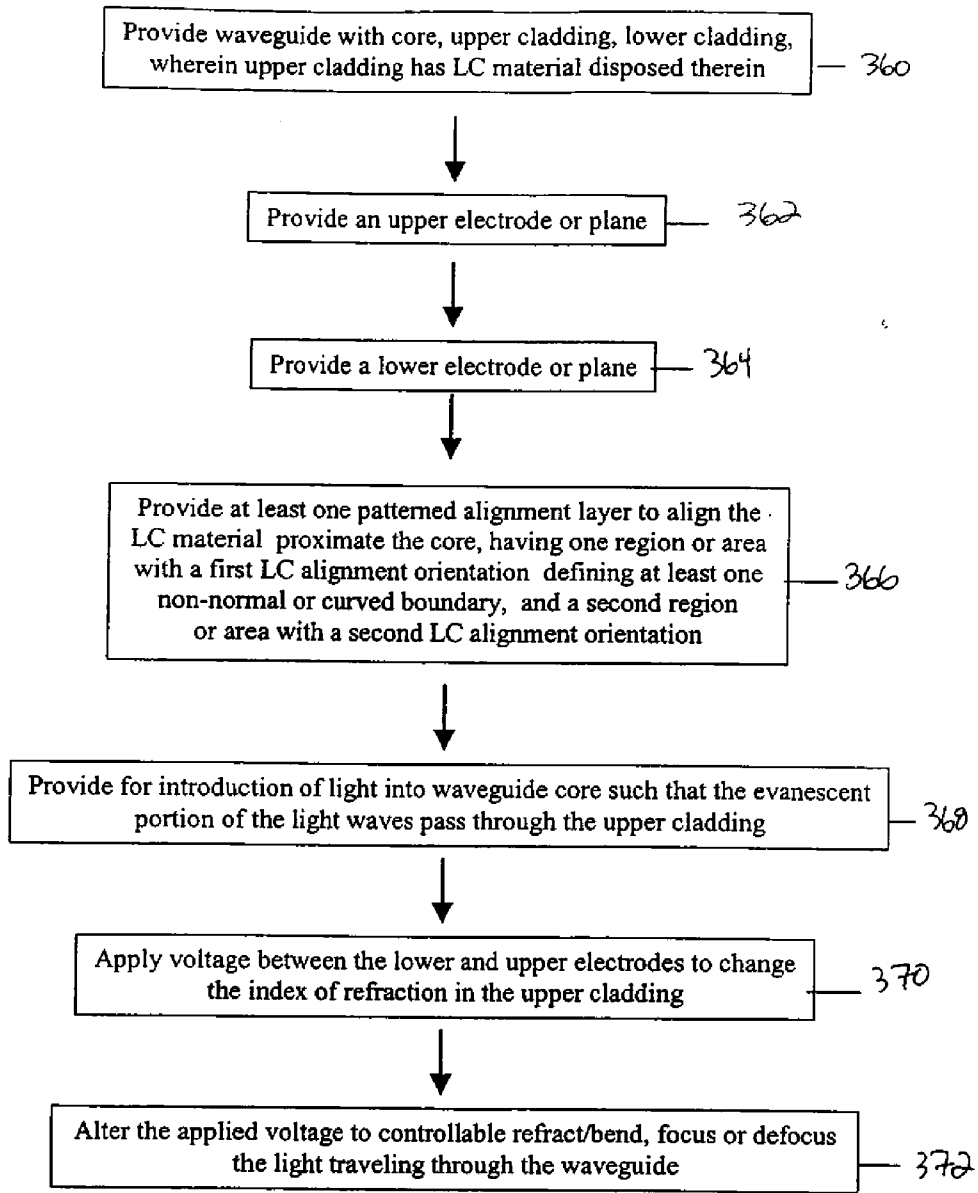 Provide waveguide with core, upper cladding, lower cladding,
wherein upper cladding has LC material disposed therein
360
Provide an upper electrode or plane
362
Provide a lower electrode or plane
364
Provide at least one patterned alignment layer to align the
LC material proximate the core, having one region or area
with a first LC alignment orientation defining at least one
non-normal or curved boundary, and a second region
or area with a second LC alignment orientation
366
Provide for introduction of light into waveguide core such that the evanescent
portion of the light waves pass through the upper cladding
368
Apply voltage between the lower and upper electrodes to change
the index of refraction in the upper cladding
370
Alter the applied voltage to controllable refract/bend, focus or defocus
the light traveling through the waveguide
372